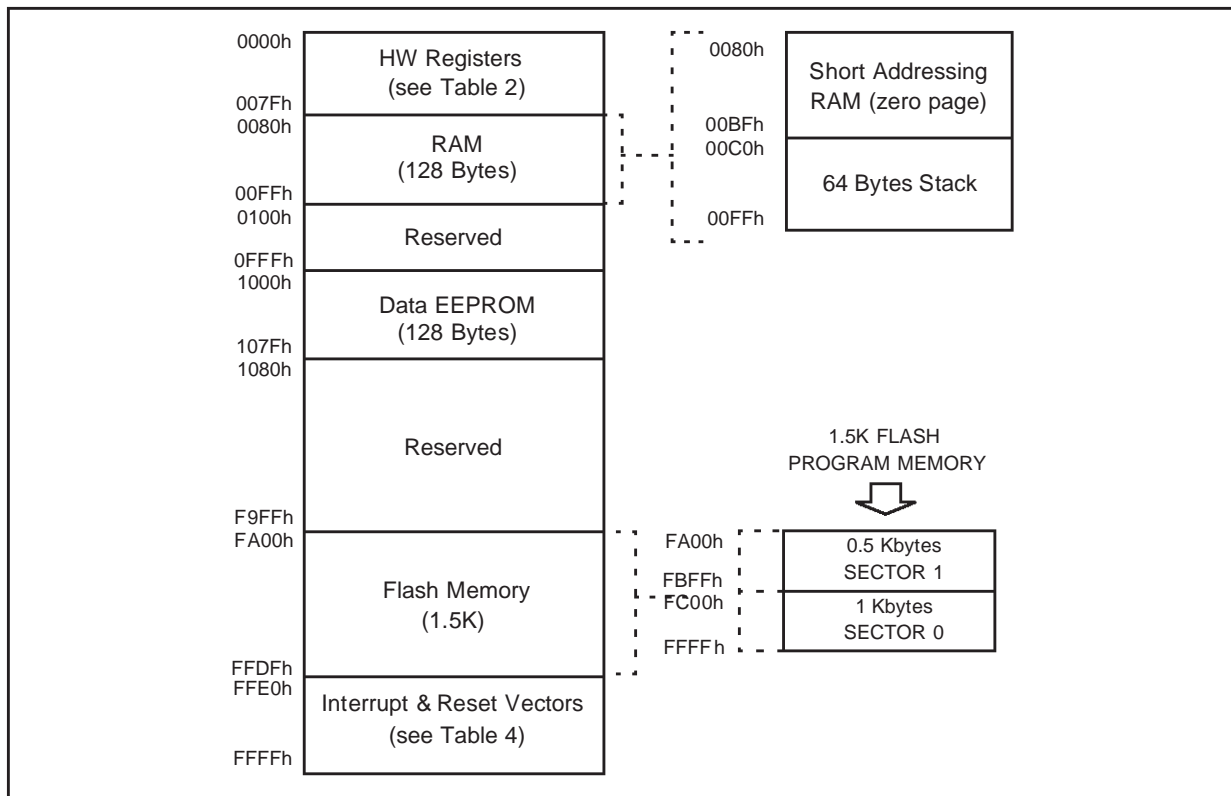 0000h
HW Registers
(see Table 2)
007Fh
0080h
RAM
(128 Bytes)
00FFh
0100h
Reserved
0FFFh
1000h
Data EEPROM
(128 Bytes)
107Fh
1080h
Reserved
F9FFh
FA00h
Flash Memory
(1.5K)
FFDFh
FFE0h
Interrupt & Reset Vectors
(see Table 4)
FFFFh
0080h
Short Addressing
RAM (zero page)
00BFh
00C0h
64 Bytes Stack
00FFh
1.5K FLASH
PROGRAM MEMORY
FA00h
0.5 Kbytes
SECTOR 1
FBFFh
FC00h
1 Kbytes
SECTOR 0
FFFFh